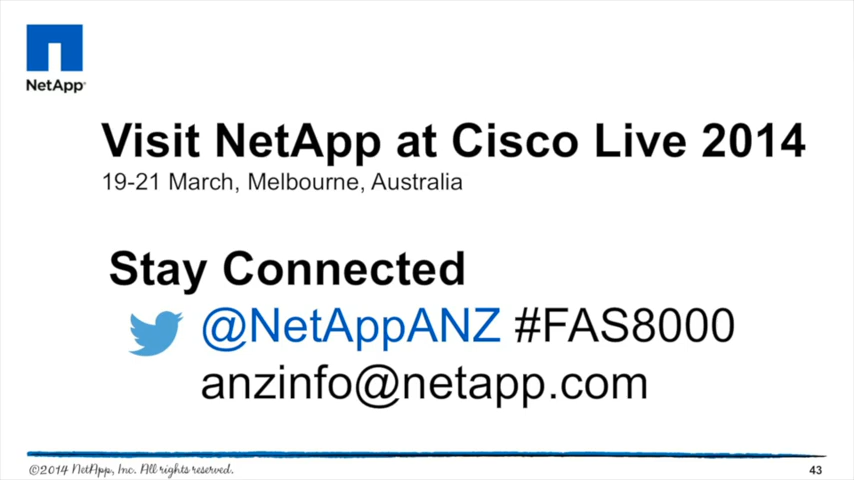 NetApp®
Visit NetApp at Cisco Live 2014
19-21 March, Melbourne, Australia
Stay Connected
@NetAppANZ #FAS8000
anzinfo@netapp.com
©2014 NetApp, Inc. All rights reserved.
43